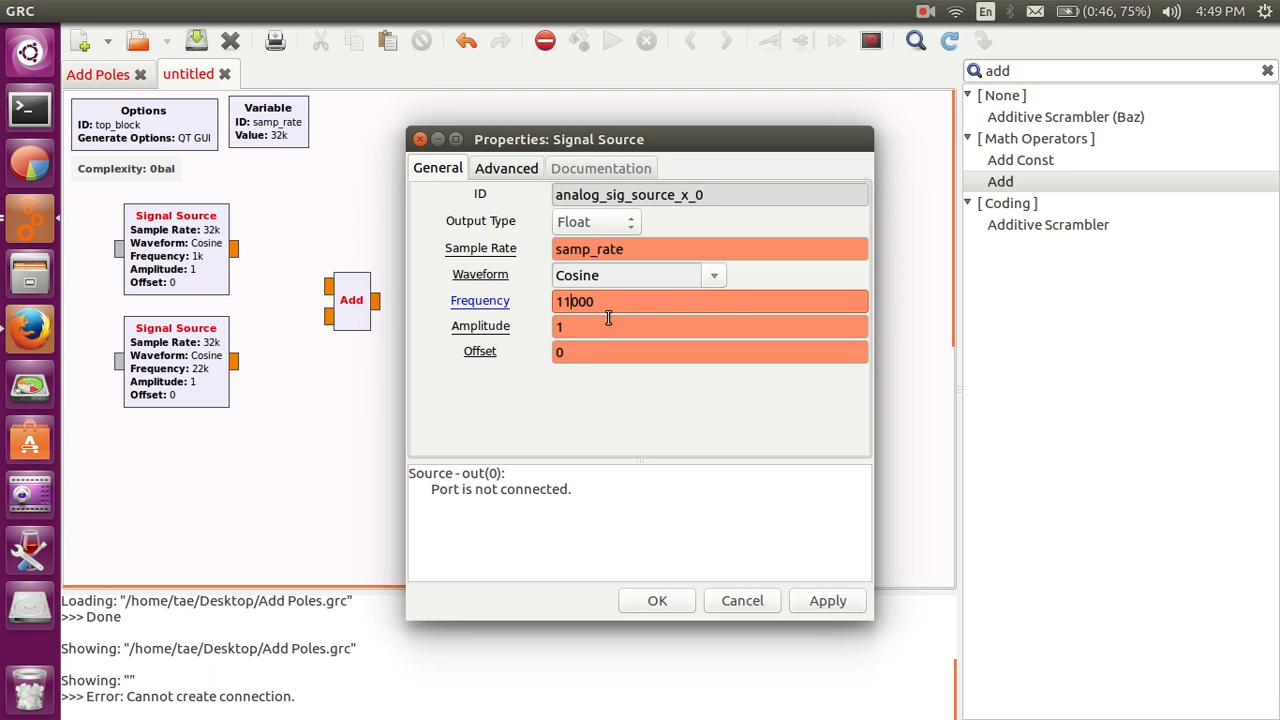 GRC
En
(0:46, 75%)
4:49 PM
Add Poles
untitled
add
Options
ID: top_block
Generate Options: QT GUI
Variable
ID: samp_rate
Value: 32k
Complexity: 0bal
Signal Source
Sample Rate: 32k
Waveform: Cosine
Frequency: 1k
Amplitude: 1
Offset: 0
Signal Source
Sample Rate: 32k
Waveform: Cosine
Frequency: 22k
Amplitude: 1
Offset: 0
Add
Properties: Signal Source
General Advanced Documentation
ID analog_sig_source_x_0
Output Type Float
Sample Rate samp_rate
Waveform Cosine
Frequency 11000
Amplitude 1
Offset 0
Source - out(0):
Port is not connected.
OK Cancel Apply
[ None ]
Additive Scrambler (Baz)
[ Math Operators ]
Add Const
Add
[ Coding ]
Additive Scrambler
Loading: "/home/tae/Desktop/Add Poles.grc"
>>> Done
Showing: "/home/tae/Desktop/Add Poles.grc"
Showing: ""
>>> Error: Cannot create connection.